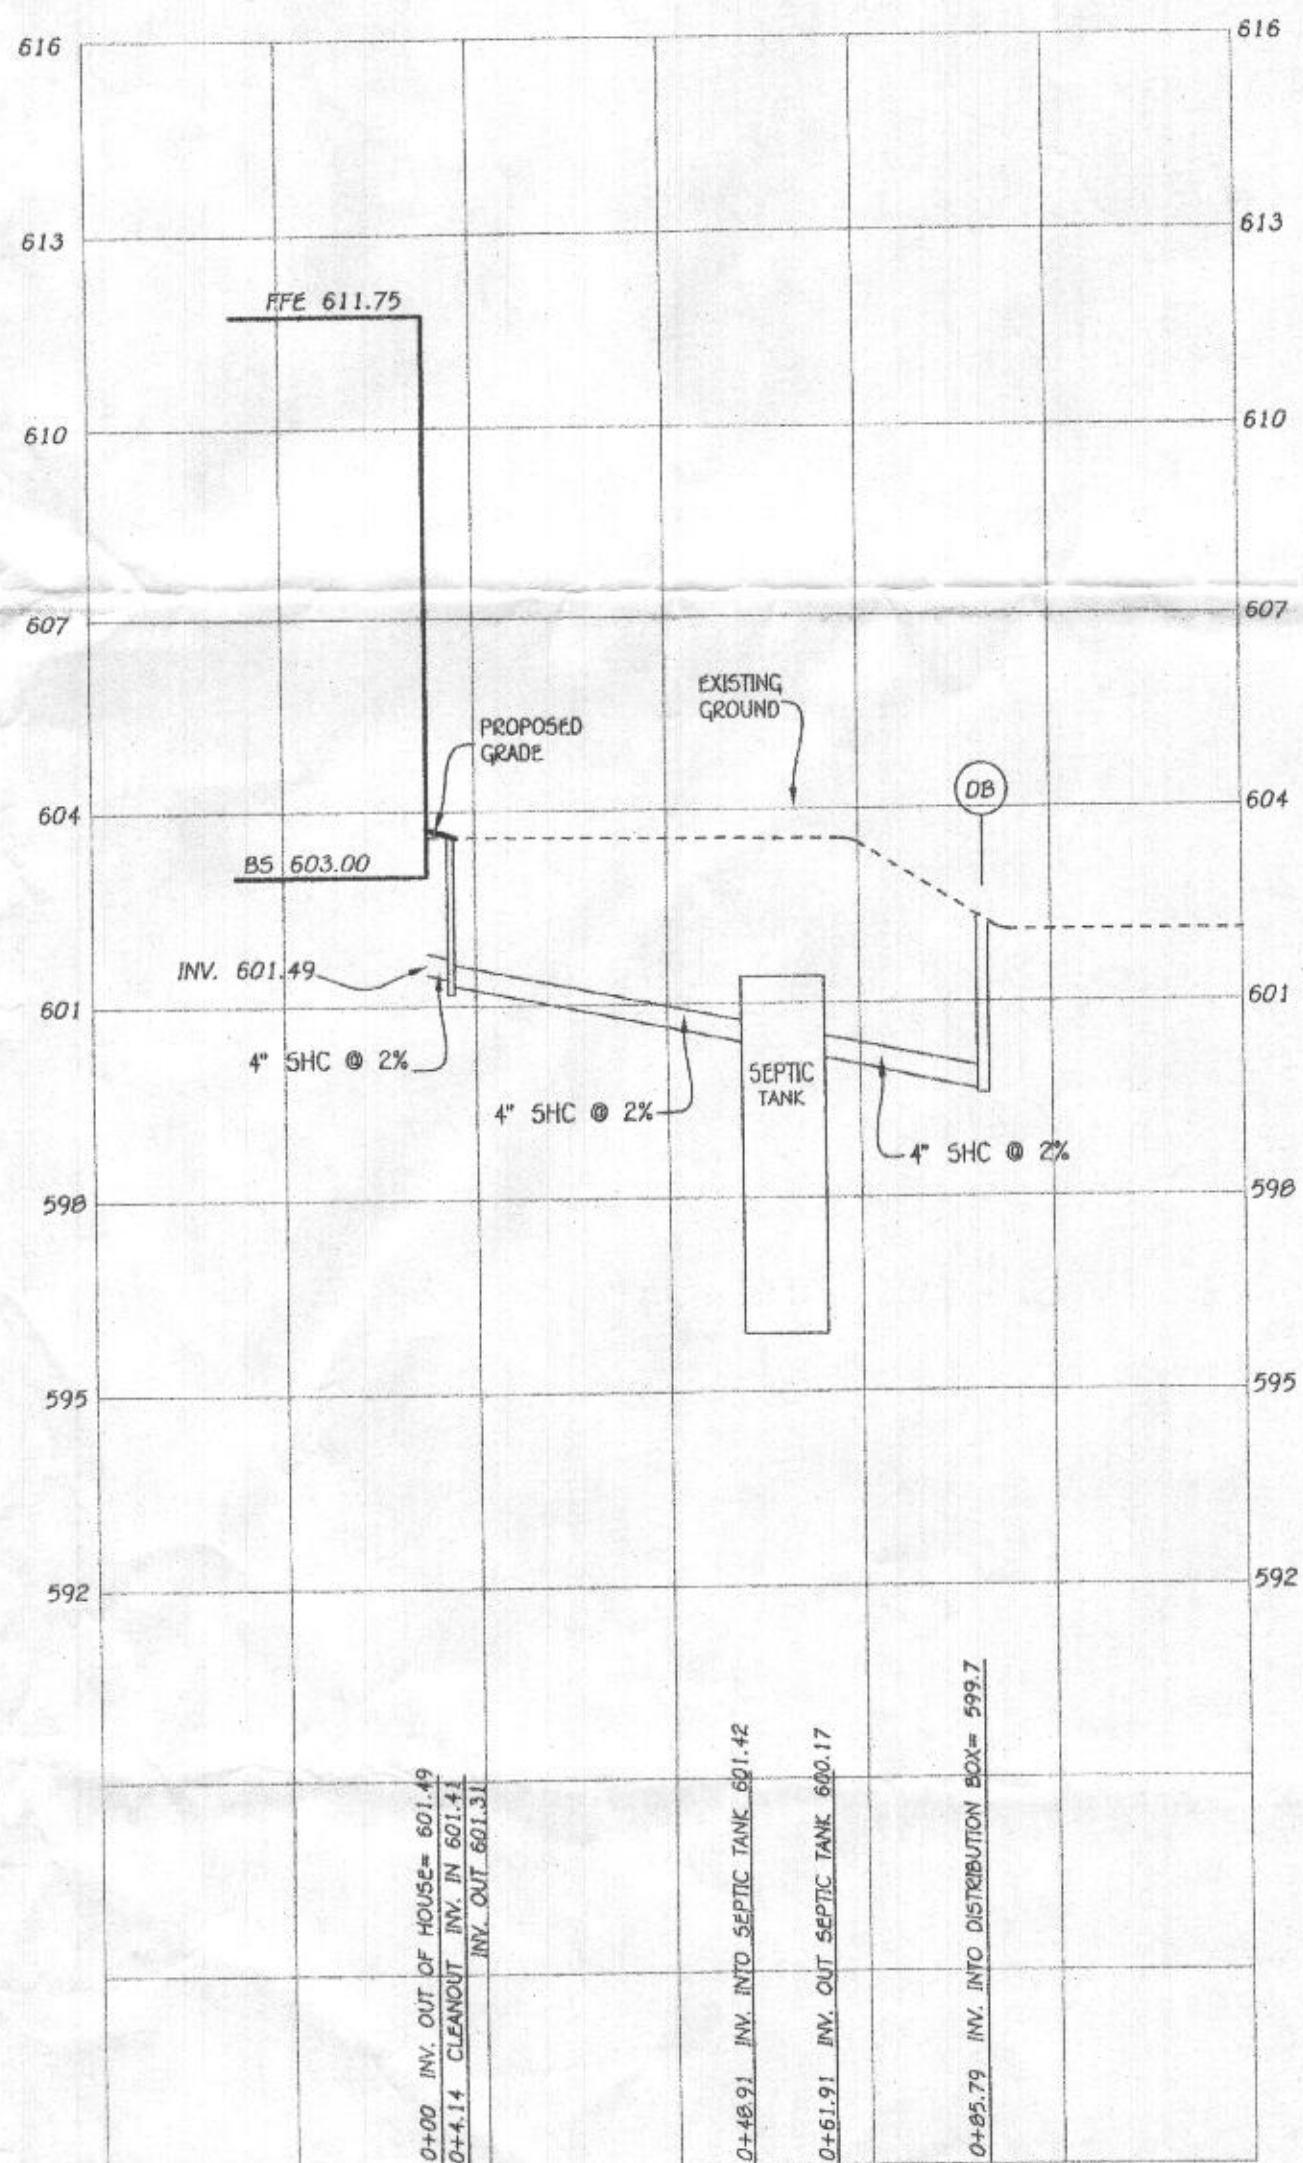 616 616
613 613
FFE 611.75
610 610
607 607
EXISTING
GROUND
PROPOSED
GRADE
DB
604 604
BS 603.00
INV. 601.49
601 601
4" SHC @ 2%
SEPTIC
TANK
4" SHC @ 2%
4" SHC @ 2%
598 598
595 595
592 592
0+00 INV. OUT OF HOUSE= 601.49
0+4.14 CLEANOUT INV. IN 601.41
INV. OUT 601.31
0+48.91 INV. INTO SEPTIC TANK 601.42
0+61.91 INV. OUT SEPTIC TANK 600.17
0+85.79 INV. INTO DISTRIBUTION BOX= 599.7